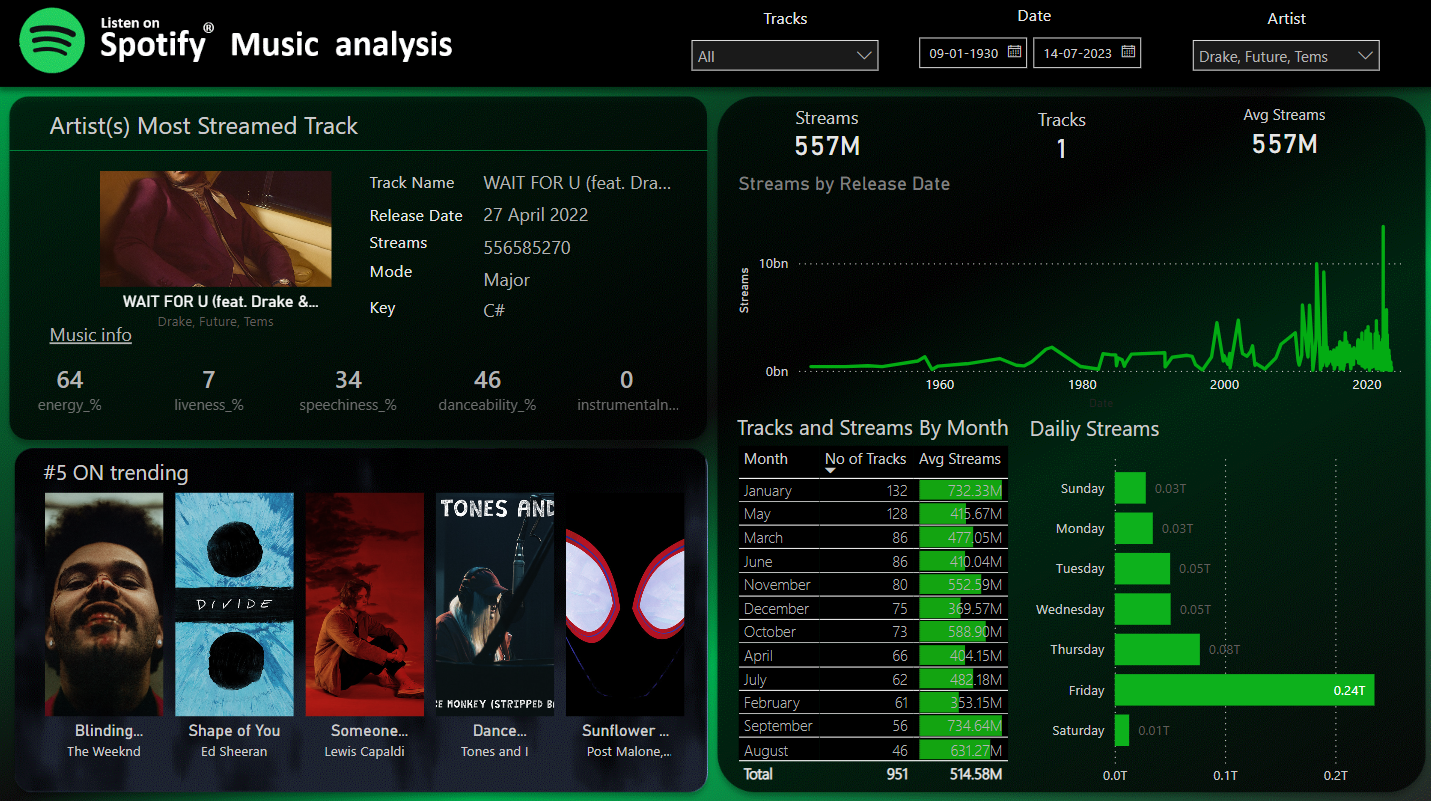 Listen on
Spotify® Music analysis
Tracks
All
Date
09-01-1930
14-07-2023
Artist
Drake, Future, Tems
Artist(s) Most Streamed Track
WAIT FOR U (feat. Drake &...
Drake, Future, Tems
Track Name WAIT FOR U (feat. Dra...
Release Date 27 April 2022
Streams 556585270
Mode Major
Key C#
Music info
64 7 34 46 0
energy_% liveness_% speechiness_% danceability_% instrumentaln...
#5 ON trending
DIVIDE
TONES AND
CE MONKEY (STRIPPED BA
Blinding... Shape of You Someone... Dance... Sunflower ...
The Weeknd Ed Sheeran Lewis Capaldi Tones and I Post Malone,...
Streams Tracks Avg Streams
557M 1 557M
Streams by Release Date
Streams
10bn
0bn
1960 1980 2000 2020
Date
Tracks and Streams By Month
Month No of Tracks Avg Streams
January 132 732.33M
May 128 415.67M
March 86 477.05M
June 86 410.04M
November 80 552.59M
December 75 369.57M
October 73 588.90M
April 66 404.15M
July 62 482.18M
February 61 353.15M
September 56 734.64M
August 46 631.27M
Total 951 514.58M
Dailiy Streams
Sunday 0.03T
Monday 0.03T
Tuesday 0.05T
Wednesday 0.05T
Thursday 0.08T
Friday 0.24T
Saturday 0.01T
0.0T 0.1T 0.2T